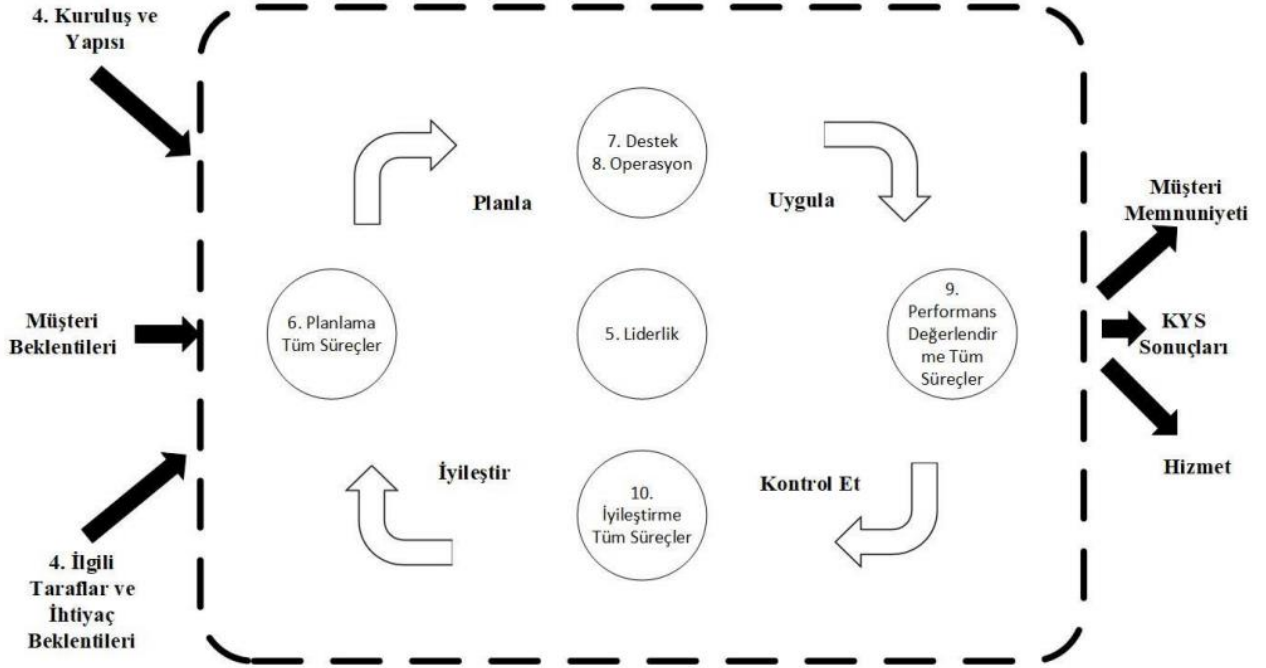 4. Kuruluş ve
Yapısı
Müşteri
Beklentileri
4. İlgili
Taraflar ve
İhtiyaç
Beklentileri
7. Destek
8. Operasyon
Planla
Uygula
6. Planlama
Tüm Süreçler
5. Liderlik
9.
Performans
Değerlendir
me Tüm
Süreçler
İyileştir
10.
İyileştirme
Tüm Süreçler
Kontrol Et
Müşteri
Memnuniyeti
KYS
Sonuçları
Hizmet